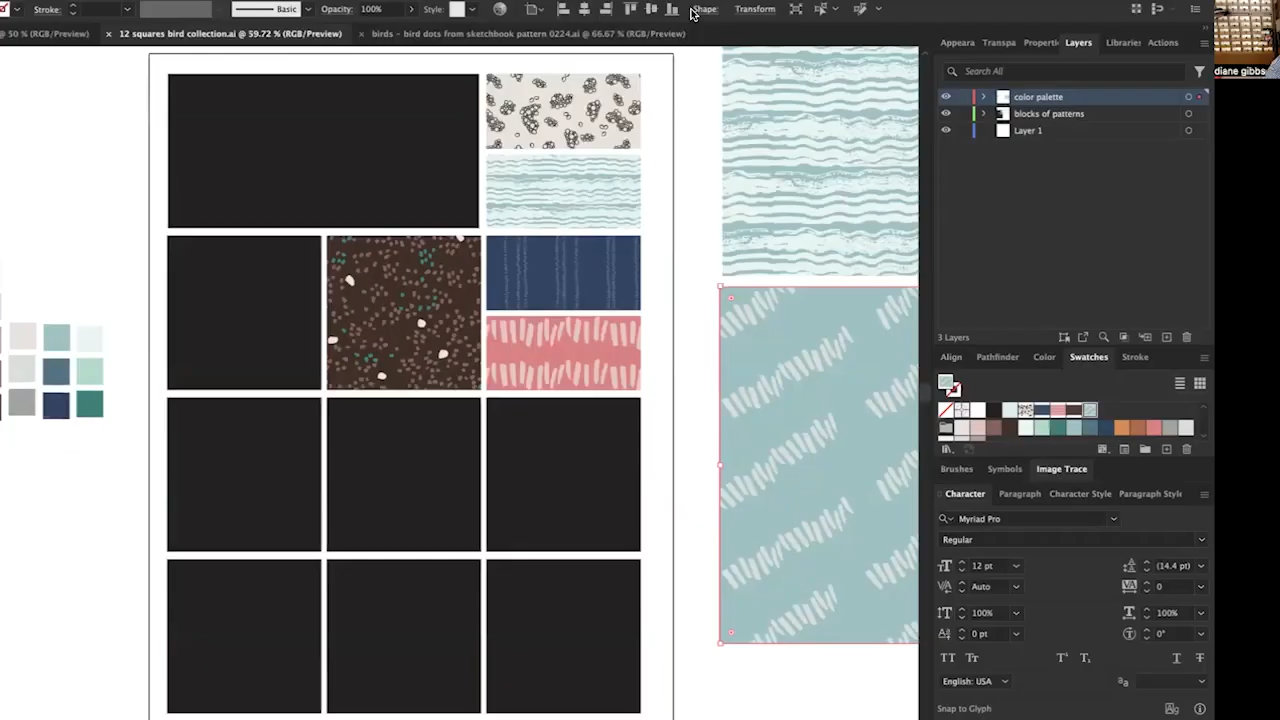 Stroke: Basic Opacity: 100% Style: Shape: Transform
@ 50 % (RGB/Preview) × 12 squares bird collection.ai @ 59.72 % (RGB/Preview) × birds - bird dots from sketchbook pattern 0224.ai @ 66.67 % (RGB/Preview)
Appeara Transpa Properti Layers Libraries Actions
Search All
diane gibbs
color palette
blocks of patterns
Layer 1
3 Layers
Align Pathfinder Color Swatches Stroke
Brushes Symbols Image Trace
Character Paragraph Character Style Paragraph Style
Myriad Pro
Regular
12 pt (14.4 pt)
Auto 0
100% 100%
0 pt 0°
English: USA
Snap to Glyph